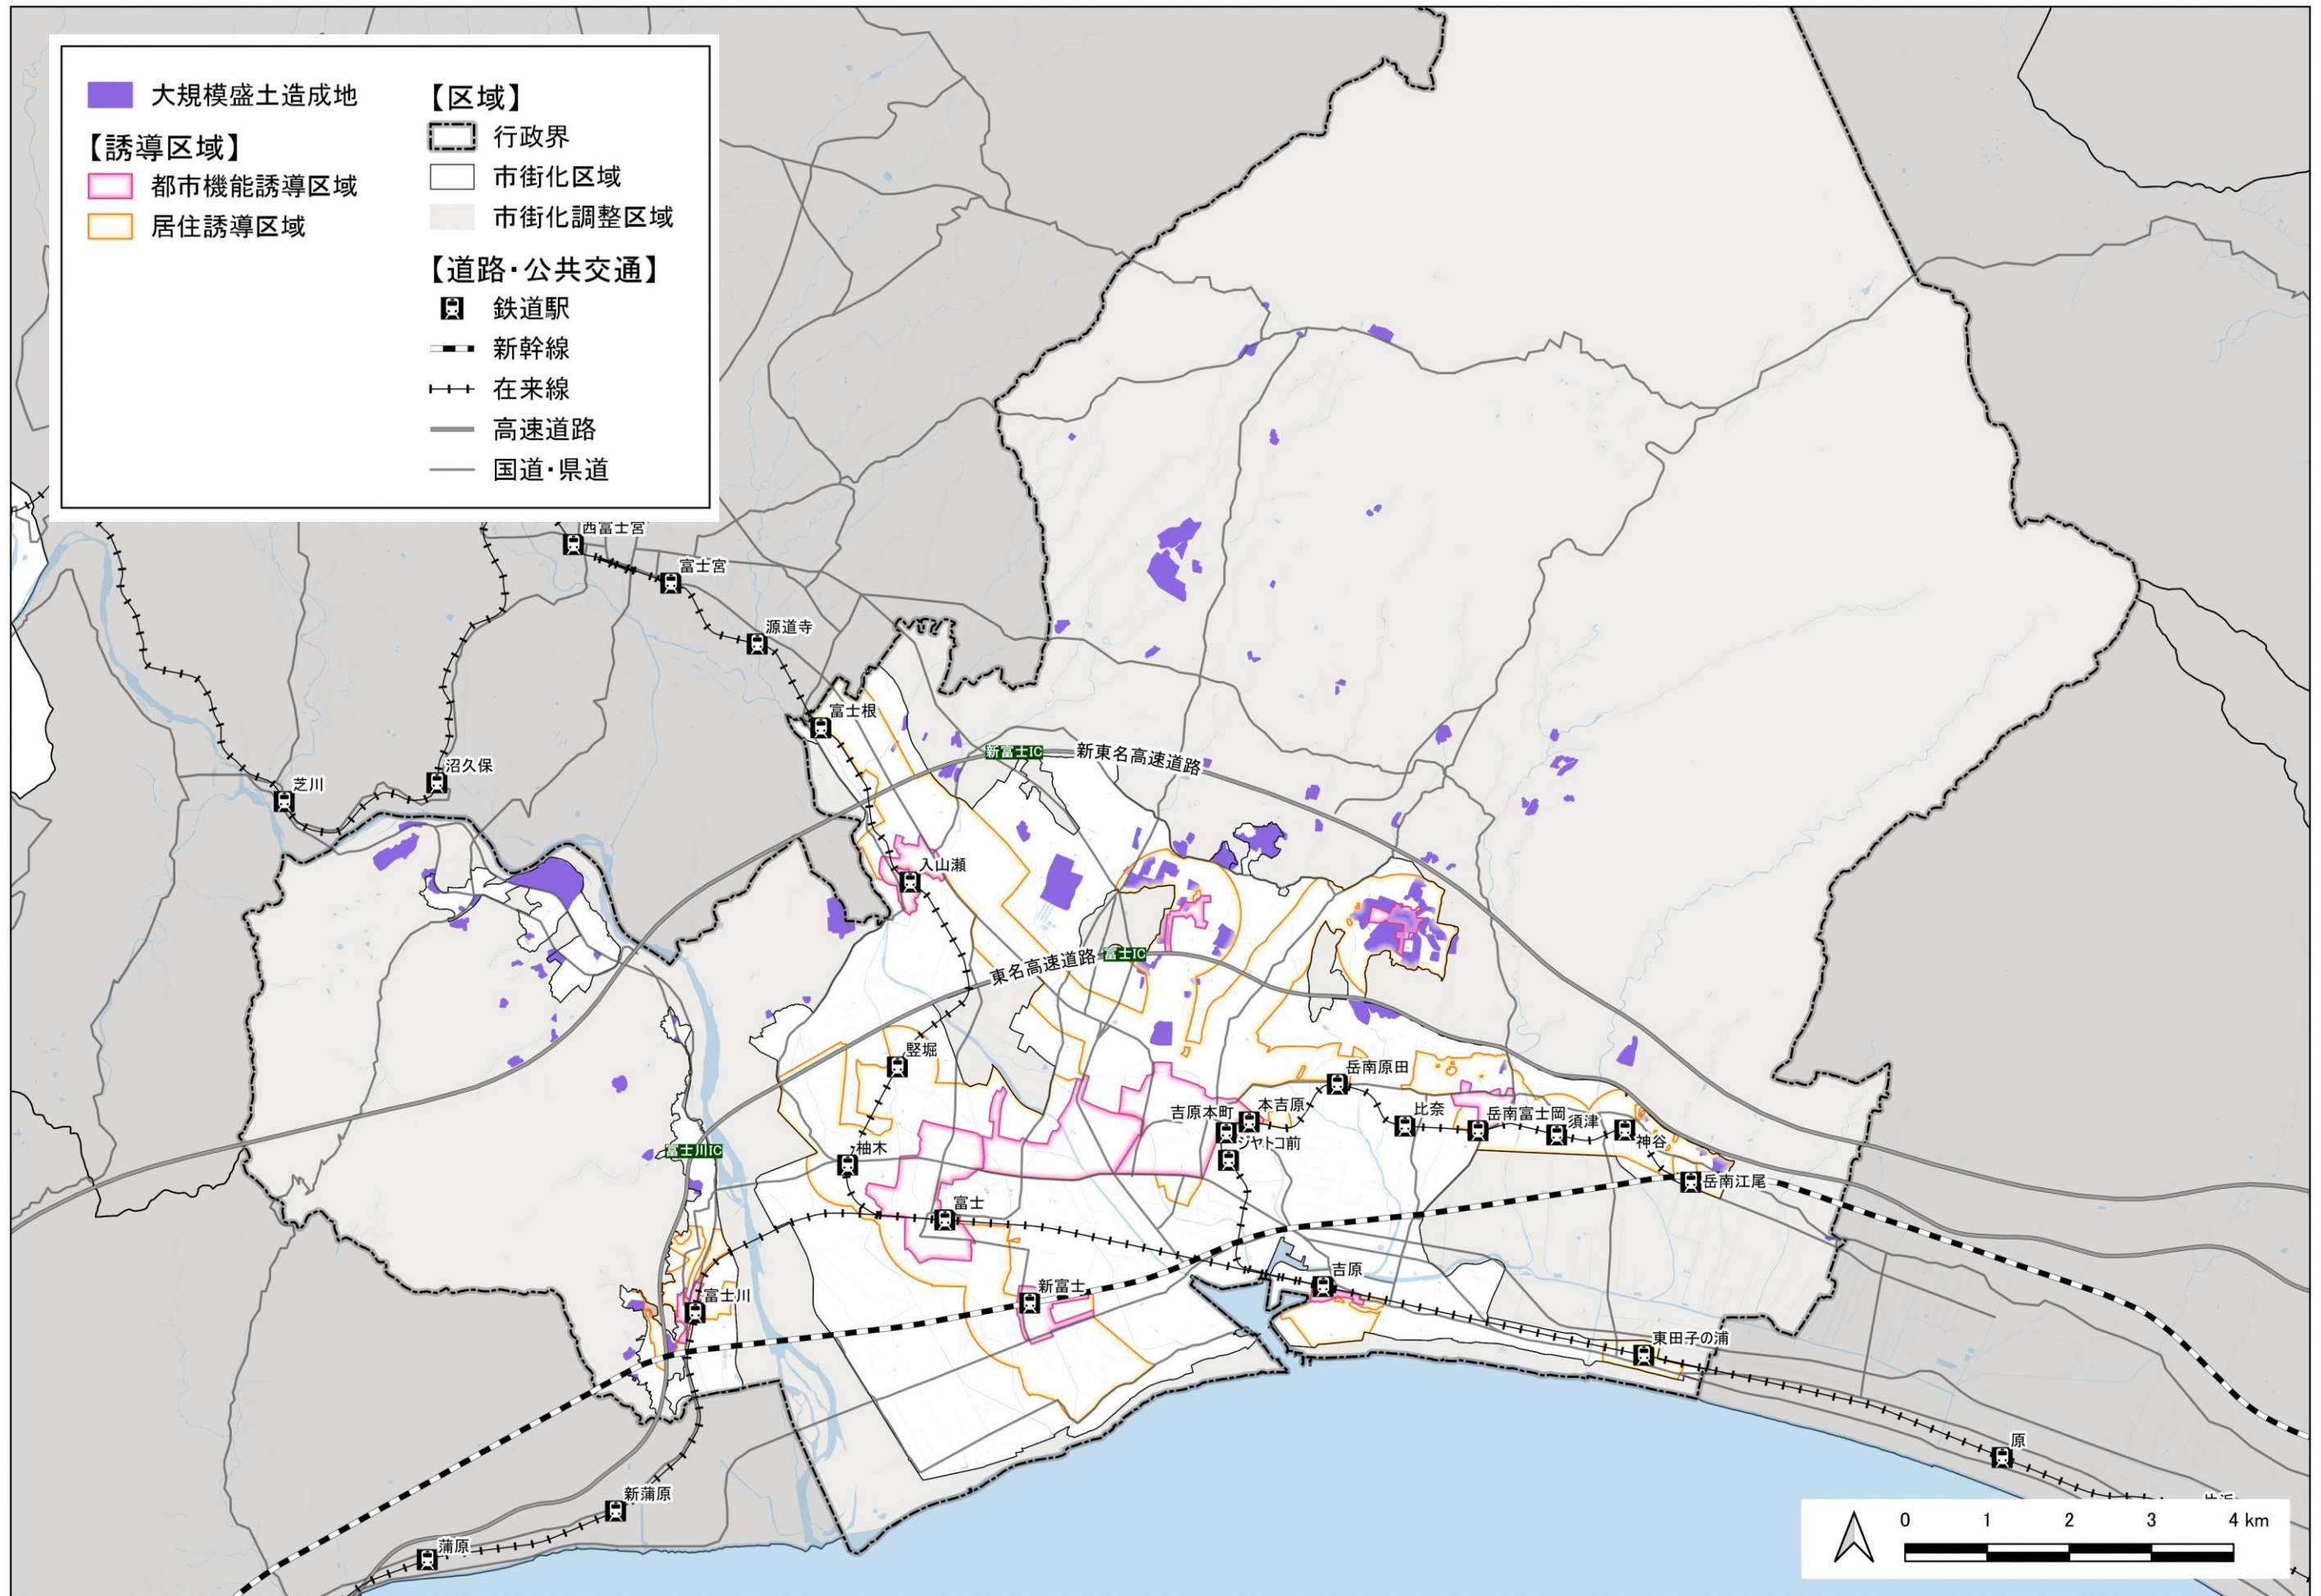 大規模盛土造成地
【誘導区域】
都市機能誘導区域
居住誘導区域
【区域】
行政界
市街化区域
市街化調整区域
【道路・公共交通】
鉄道駅
新幹線
在来線
高速道路
国道・県道
西富士宮
富士宮
源道寺
富士根
沼久保
芝川
新富士IC
新東名高速道路
入山瀬
東名高速道路
富士IC
竪堀
岳南原田
吉原本町
本吉原
比奈
岳南富士岡
須津
神谷
ジヤトコ前
富士川IC
柚木
岳南江尾
富士
吉原
新富士
富士川
東田子の浦
原
新蒲原
蒲原
0 1 2 3 4 km